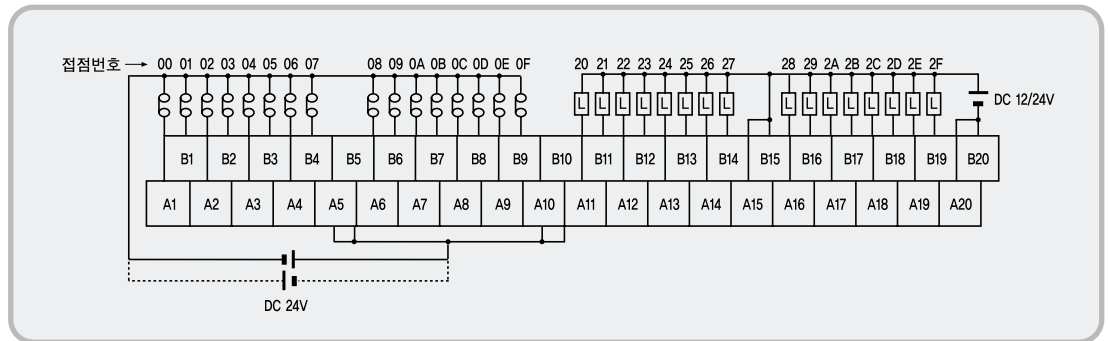 접점번호 → 00 01 02 03 04 05 06 07 08 09 0A 0B 0C 0D 0E 0F 20 21 22 23 24 25 26 27 28 29 2A 2B 2C 2D 2E 2F
L L L L L L L L L L L L L L L L DC 12/24V
B1 B2 B3 B4 B5 B6 B7 B8 B9 B10 B11 B12 B13 B14 B15 B16 B17 B18 B19 B20
A1 A2 A3 A4 A5 A6 A7 A8 A9 A10 A11 A12 A13 A14 A15 A16 A17 A18 A19 A20
DC 24V